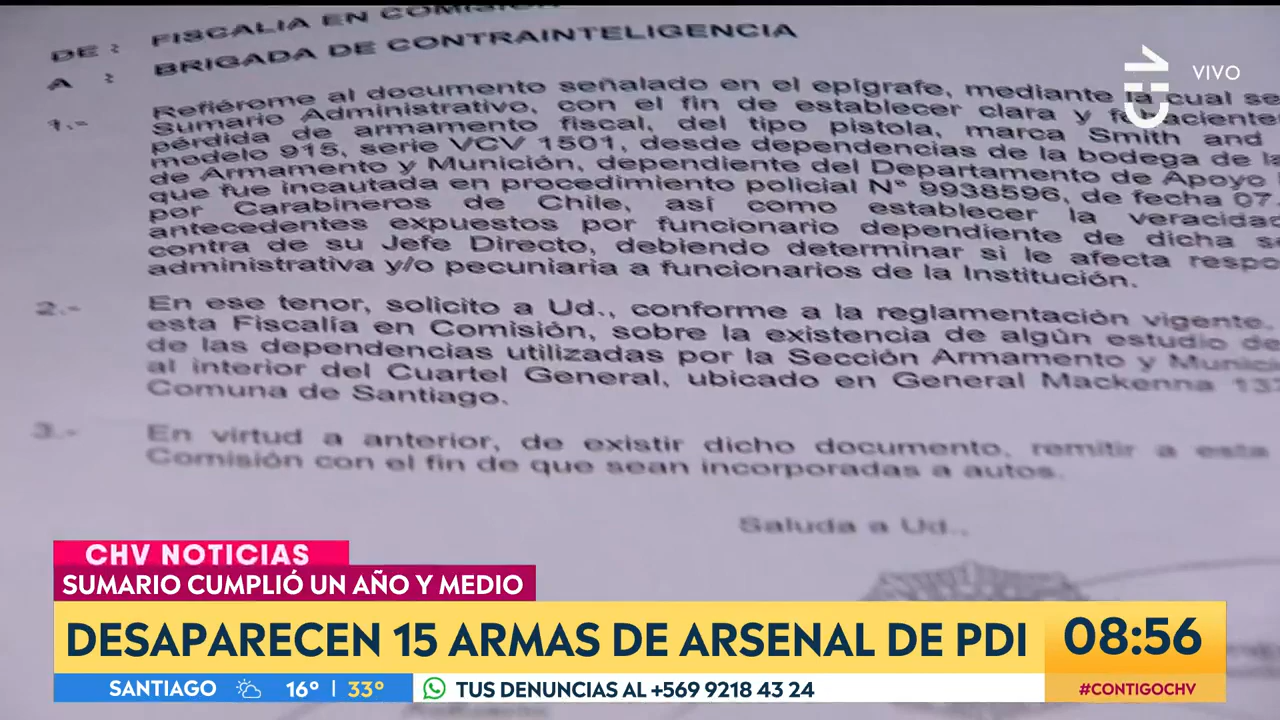 DE : FISCALIA EN COMISIÓN
A : BRIGADA DE CONTRAINTELIGENCIA
CHV VIVO
1.- Refiérome al documento señalado en el epígrafe, mediante la cual se
Sumario Administrativo, con el fin de establecer clara y
pérdida de armamento fiscal, del tipo pistola, marca Smith and
modelo 915, serie VCV 1501, desde dependencias de la bodega de la
de Armamento y Munición, dependiente del Departamento de Apoyo
que fue incautada en procedimiento policial N° 9938596, de fecha 07
por Carabineros de Chile, así como establecer la
antecedentes expuestos por funcionario dependiente de dicha
contra de su Jefe Directo, debiendo determinar si le afecta
administrativa y/o pecuniaria a funcionarios de la Institución.
2.- En ese tenor, solicito a Ud., conforme a la reglamentación vigente,
esta Fiscalía en Comisión, sobre la existencia de algún estudio de
de las dependencias utilizadas por la Sección Armamento y
al interior del Cuartel General, ubicado en General Mackenna
Comuna de Santiago.
3.- En virtud a anterior, de existir dicho documento, remitir a esta
Comisión con el fin de que sean incorporadas a autos.
Saluda a Ud.,
CHV NOTICIAS
SUMARIO CUMPLIÓ UN AÑO Y MEDIO
DESAPARECEN 15 ARMAS DE ARSENAL DE PDI 08:56
SANTIAGO 16° | 33° TUS DENUNCIAS AL +569 9218 43 24 #CONTIGOCHV